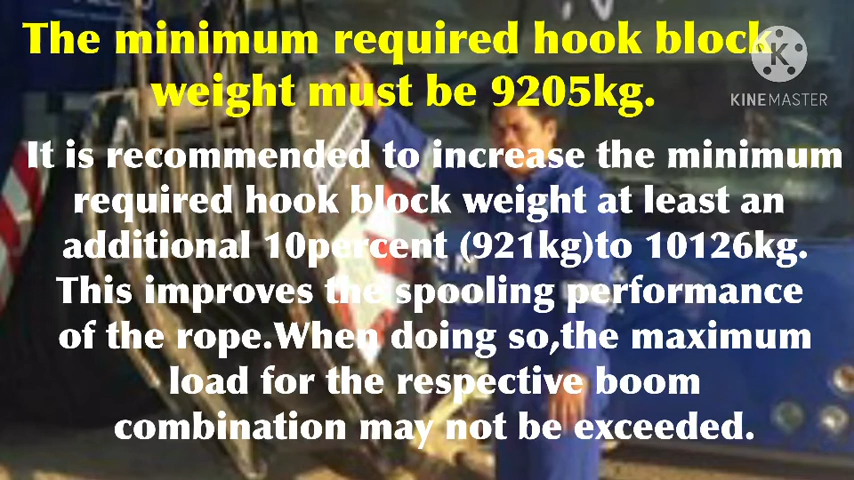 The minimum required hook block
weight must be 9205kg.
K
KINEMASTER
It is recommended to increase the minimum
required hook block weight at least an
additional 10percent (921kg)to 10126kg.
This improves the spooling performance
of the rope.When doing so,the maximum
load for the respective boom
combination may not be exceeded.